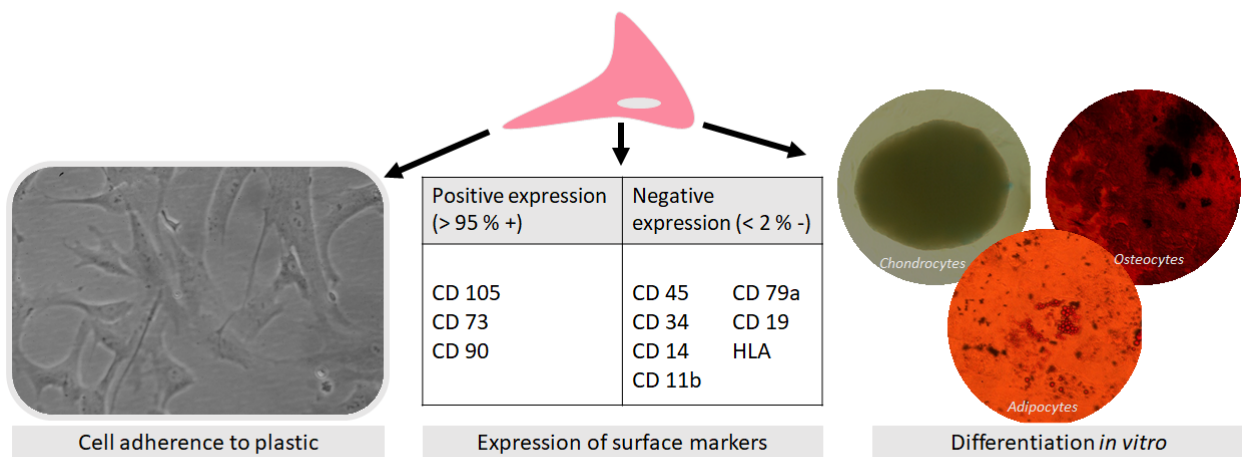 Positive expression
(> 95 % +)
Negative
expression (< 2 % -)
CD 105
CD 73
CD 90
CD 45
CD 34
CD 14
CD 11b
CD 79a
CD 19
HLA
Chondrocytes
Osteocytes
Adipocytes
Cell adherence to plastic
Expression of surface markers
Differentiation in vitro